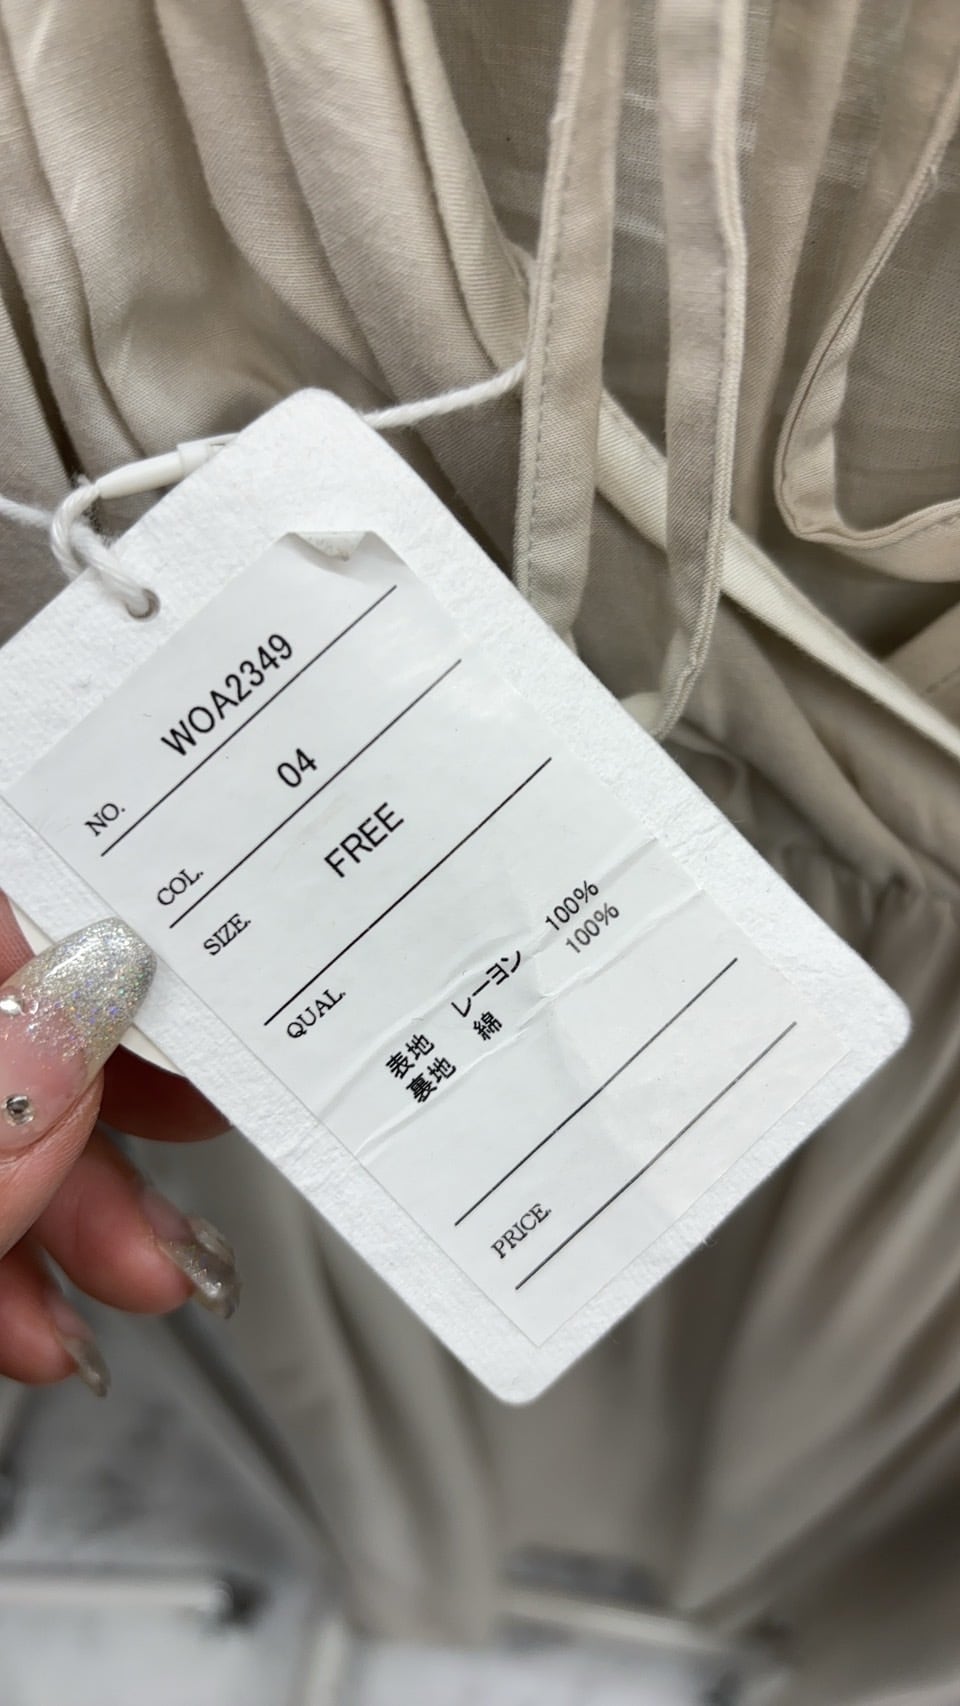 NO. WOA2349
COL. 04
SIZE. FREE
QUAL.
表地 レーヨン 100%
裏地 綿 100%
PRICE.